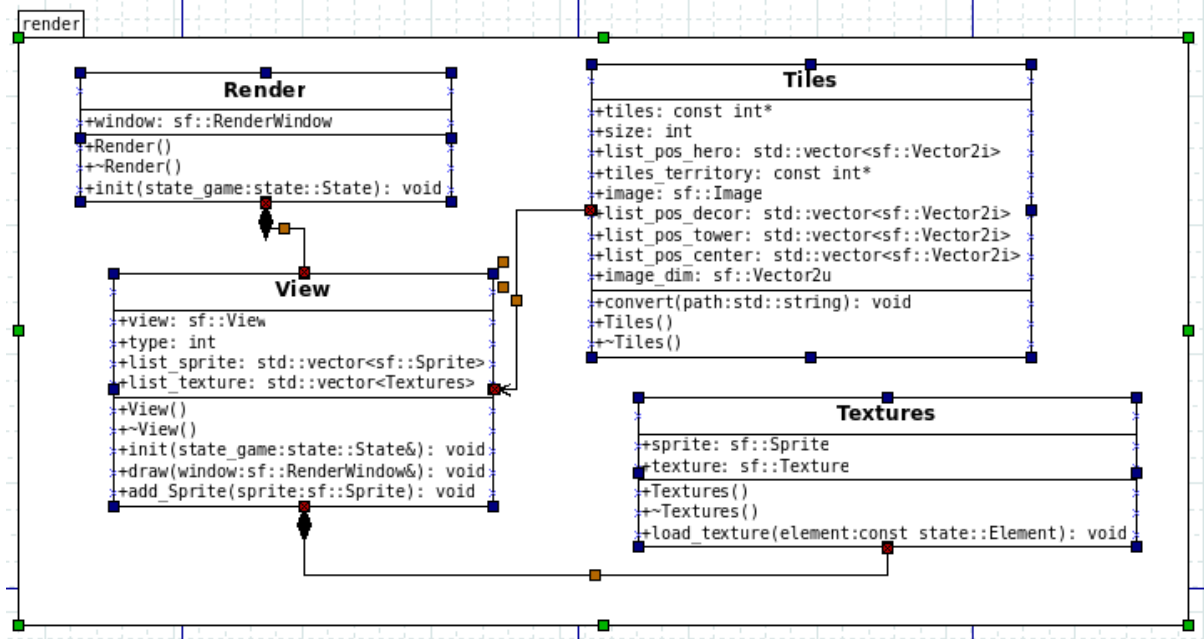 render
Render
+window: sf::RenderWindow
+Render()
+~Render()
+init(state_game:state::State): void
View
+view: sf::View
+type: int
+list_sprite: std::vector<sf::Sprite>
+list_texture: std::vector<Textures>
+View()
+~View()
+init(state_game:state::State&): void
+draw(window:sf::RenderWindow&): void
+add_Sprite(sprite:sf::Sprite): void
Tiles
+tiles: const int*
+size: int
+list_pos_hero: std::vector<sf::Vector2i>
+tiles_territory: const int*
+image: sf::Image
+list_pos_decor: std::vector<sf::Vector2i>
+list_pos_tower: std::vector<sf::Vector2i>
+list_pos_center: std::vector<sf::Vector2i>
+image_dim: sf::Vector2u
+convert(path:std::string): void
+Tiles()
+~Tiles()
Textures
+sprite: sf::Sprite
+texture: sf::Texture
+Textures()
+~Textures()
+load_texture(element:const state::Element): void